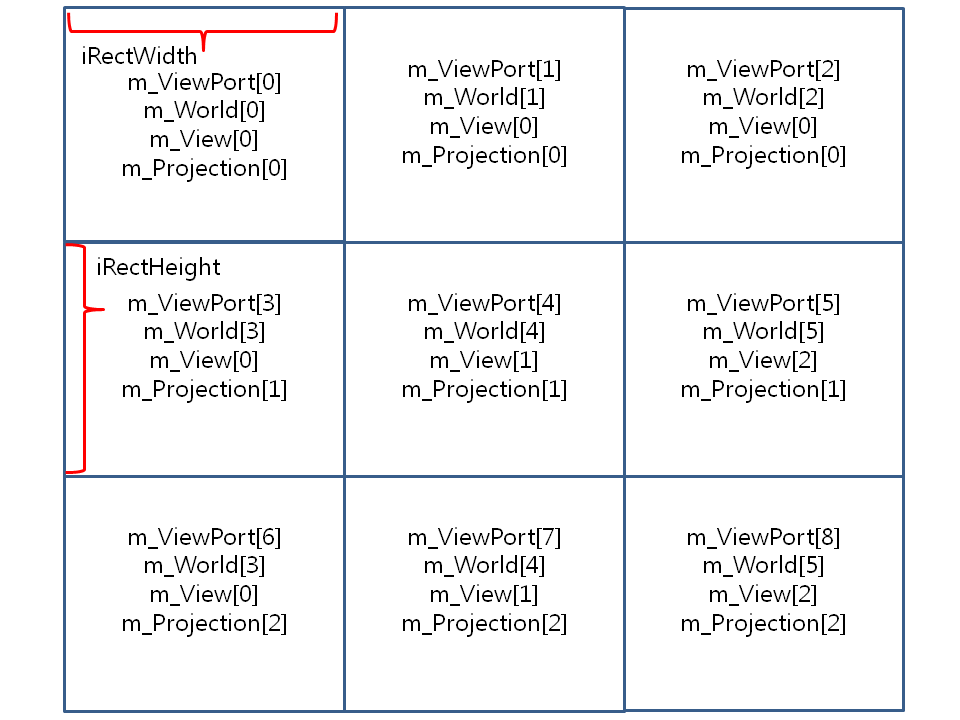 iRectWidth
m_ViewPort[0]
m_World[0]
m_View[0]
m_Projection[0]
m_ViewPort[1]
m_World[1]
m_View[0]
m_Projection[0]
m_ViewPort[2]
m_World[2]
m_View[0]
m_Projection[0]
iRectHeight
m_ViewPort[3]
m_World[3]
m_View[0]
m_Projection[1]
m_ViewPort[4]
m_World[4]
m_View[1]
m_Projection[1]
m_ViewPort[5]
m_World[5]
m_View[2]
m_Projection[1]
m_ViewPort[6]
m_World[3]
m_View[0]
m_Projection[2]
m_ViewPort[7]
m_World[4]
m_View[1]
m_Projection[2]
m_ViewPort[8]
m_World[5]
m_View[2]
m_Projection[2]